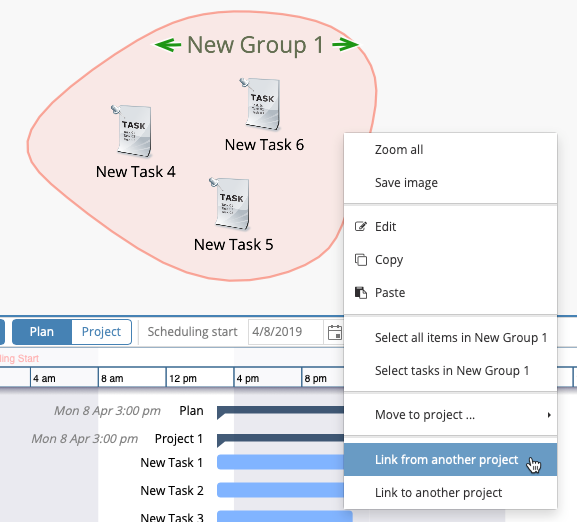 New Group 1
TASK
New Task 4
TASK
New Task 6
TASK
New Task 5
Zoom all
Save image
Edit
Copy
Paste
Select all items in New Group 1
Select tasks in New Group 1
Move to project ...
Link from another project
Link to another project
Plan Project Scheduling start 4/8/2019
ling Start
4 am 8 am 12 pm 4 pm 8 pm
Mon 8 Apr 3:00 pm Plan
Mon 8 Apr 3:00 pm Project 1
New Task 1
New Task 2
New Task 3